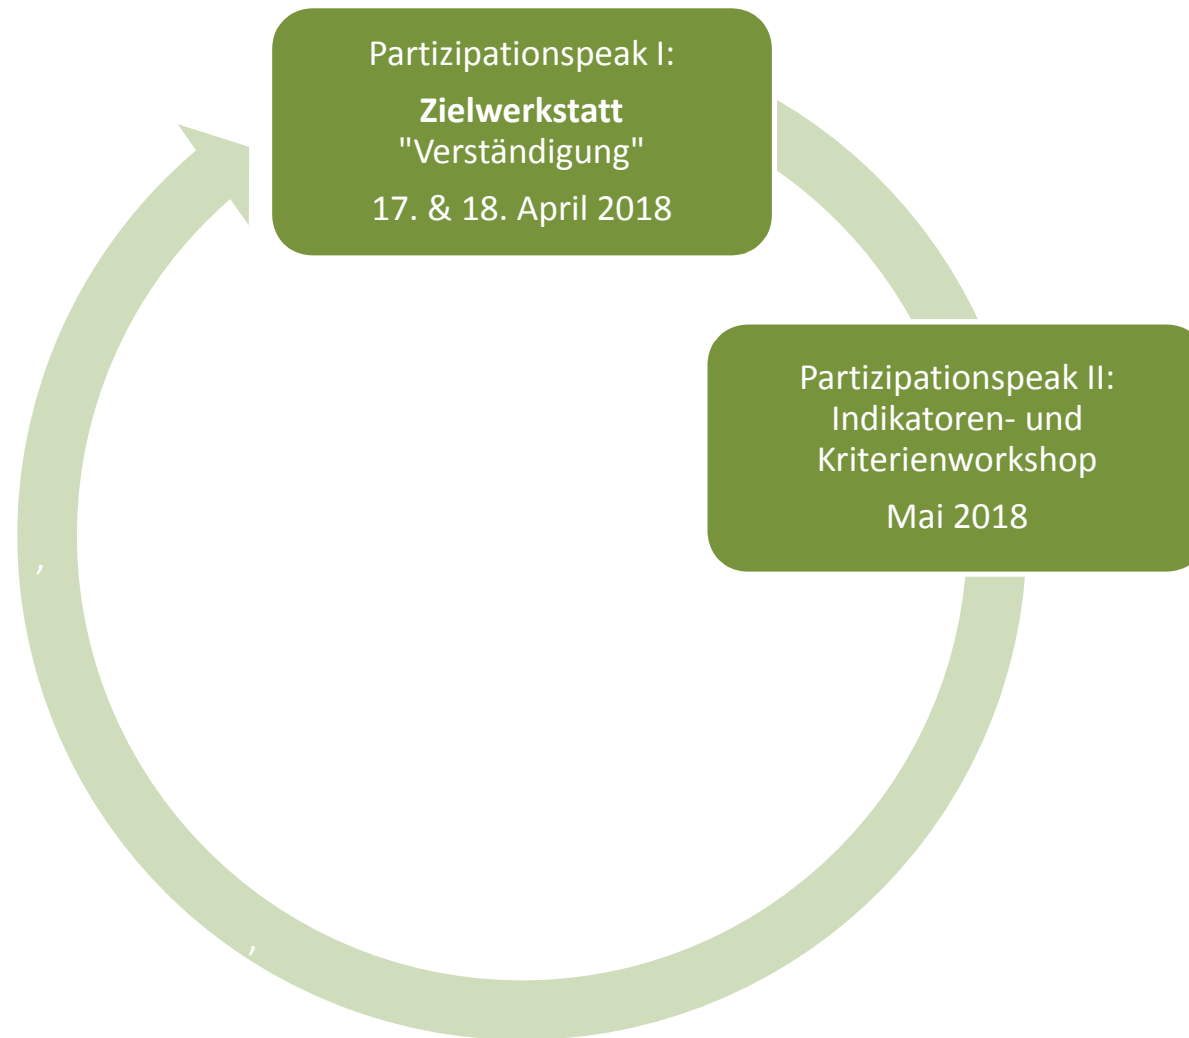 Partizipationspeak I:
Zielwerkstatt
"Verständigung"
17. & 18. April 2018
Partizipationspeak II:
Indikatoren- und
Kriterienworkshop
Mai 2018
,
,